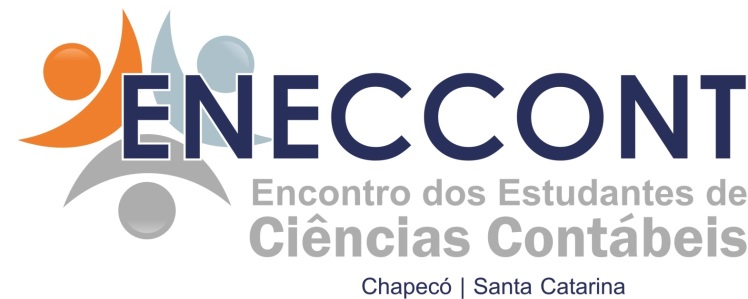 ENECCONT
Encontro dos Estudantes de
Ciências Contábeis
Chapecó | Santa Catarina